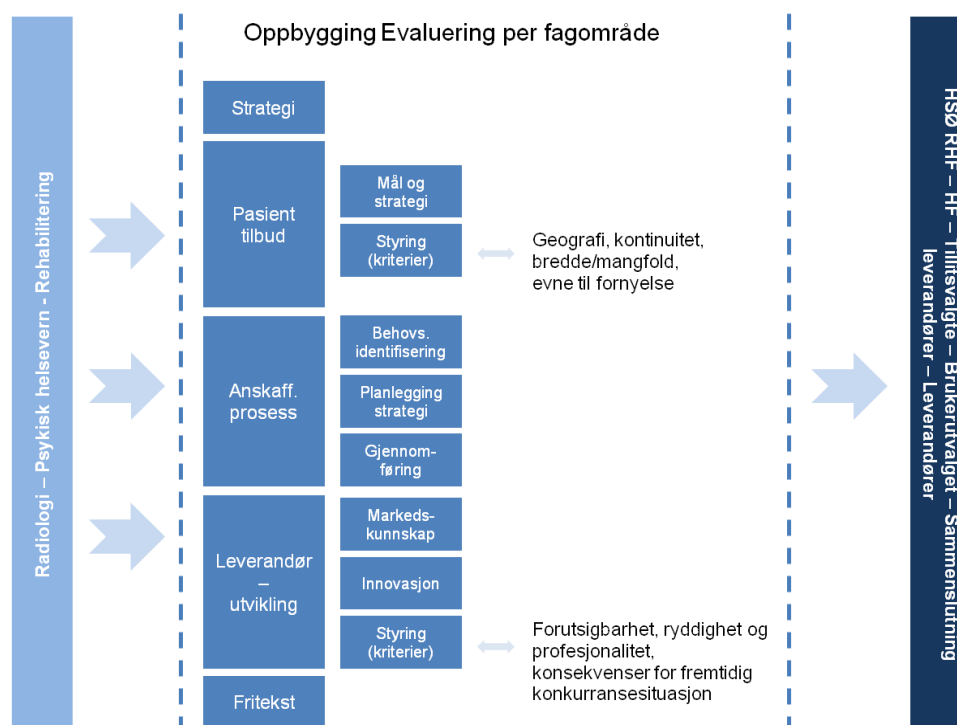 Oppbygging Evaluering per fagområde
Radiologi – Psykisk helsevern - Rehabilitering
Strategi
Pasient
tilbud
Mål og
strategi
Styring
(kriterier)
Geografi, kontinuitet,
bredde/mangfold,
evne til fornyelse
Anskaff.
prosess
Behovs.
identifisering
Planlegging
strategi
Gjennom-
føring
Leverandør
–
utvikling
Markeds-
kunnskap
Innovasjon
Styring
(kriterier)
Forutsigbarhet, ryddighet og
profesjonalitet,
konsekvenser for fremtidig
konkurransesituasjon
Fritekst
HSØ RHF – HF – Tillitsvalgte – Brukerutvalget – Sammenslutning
leverandører – Leverandører